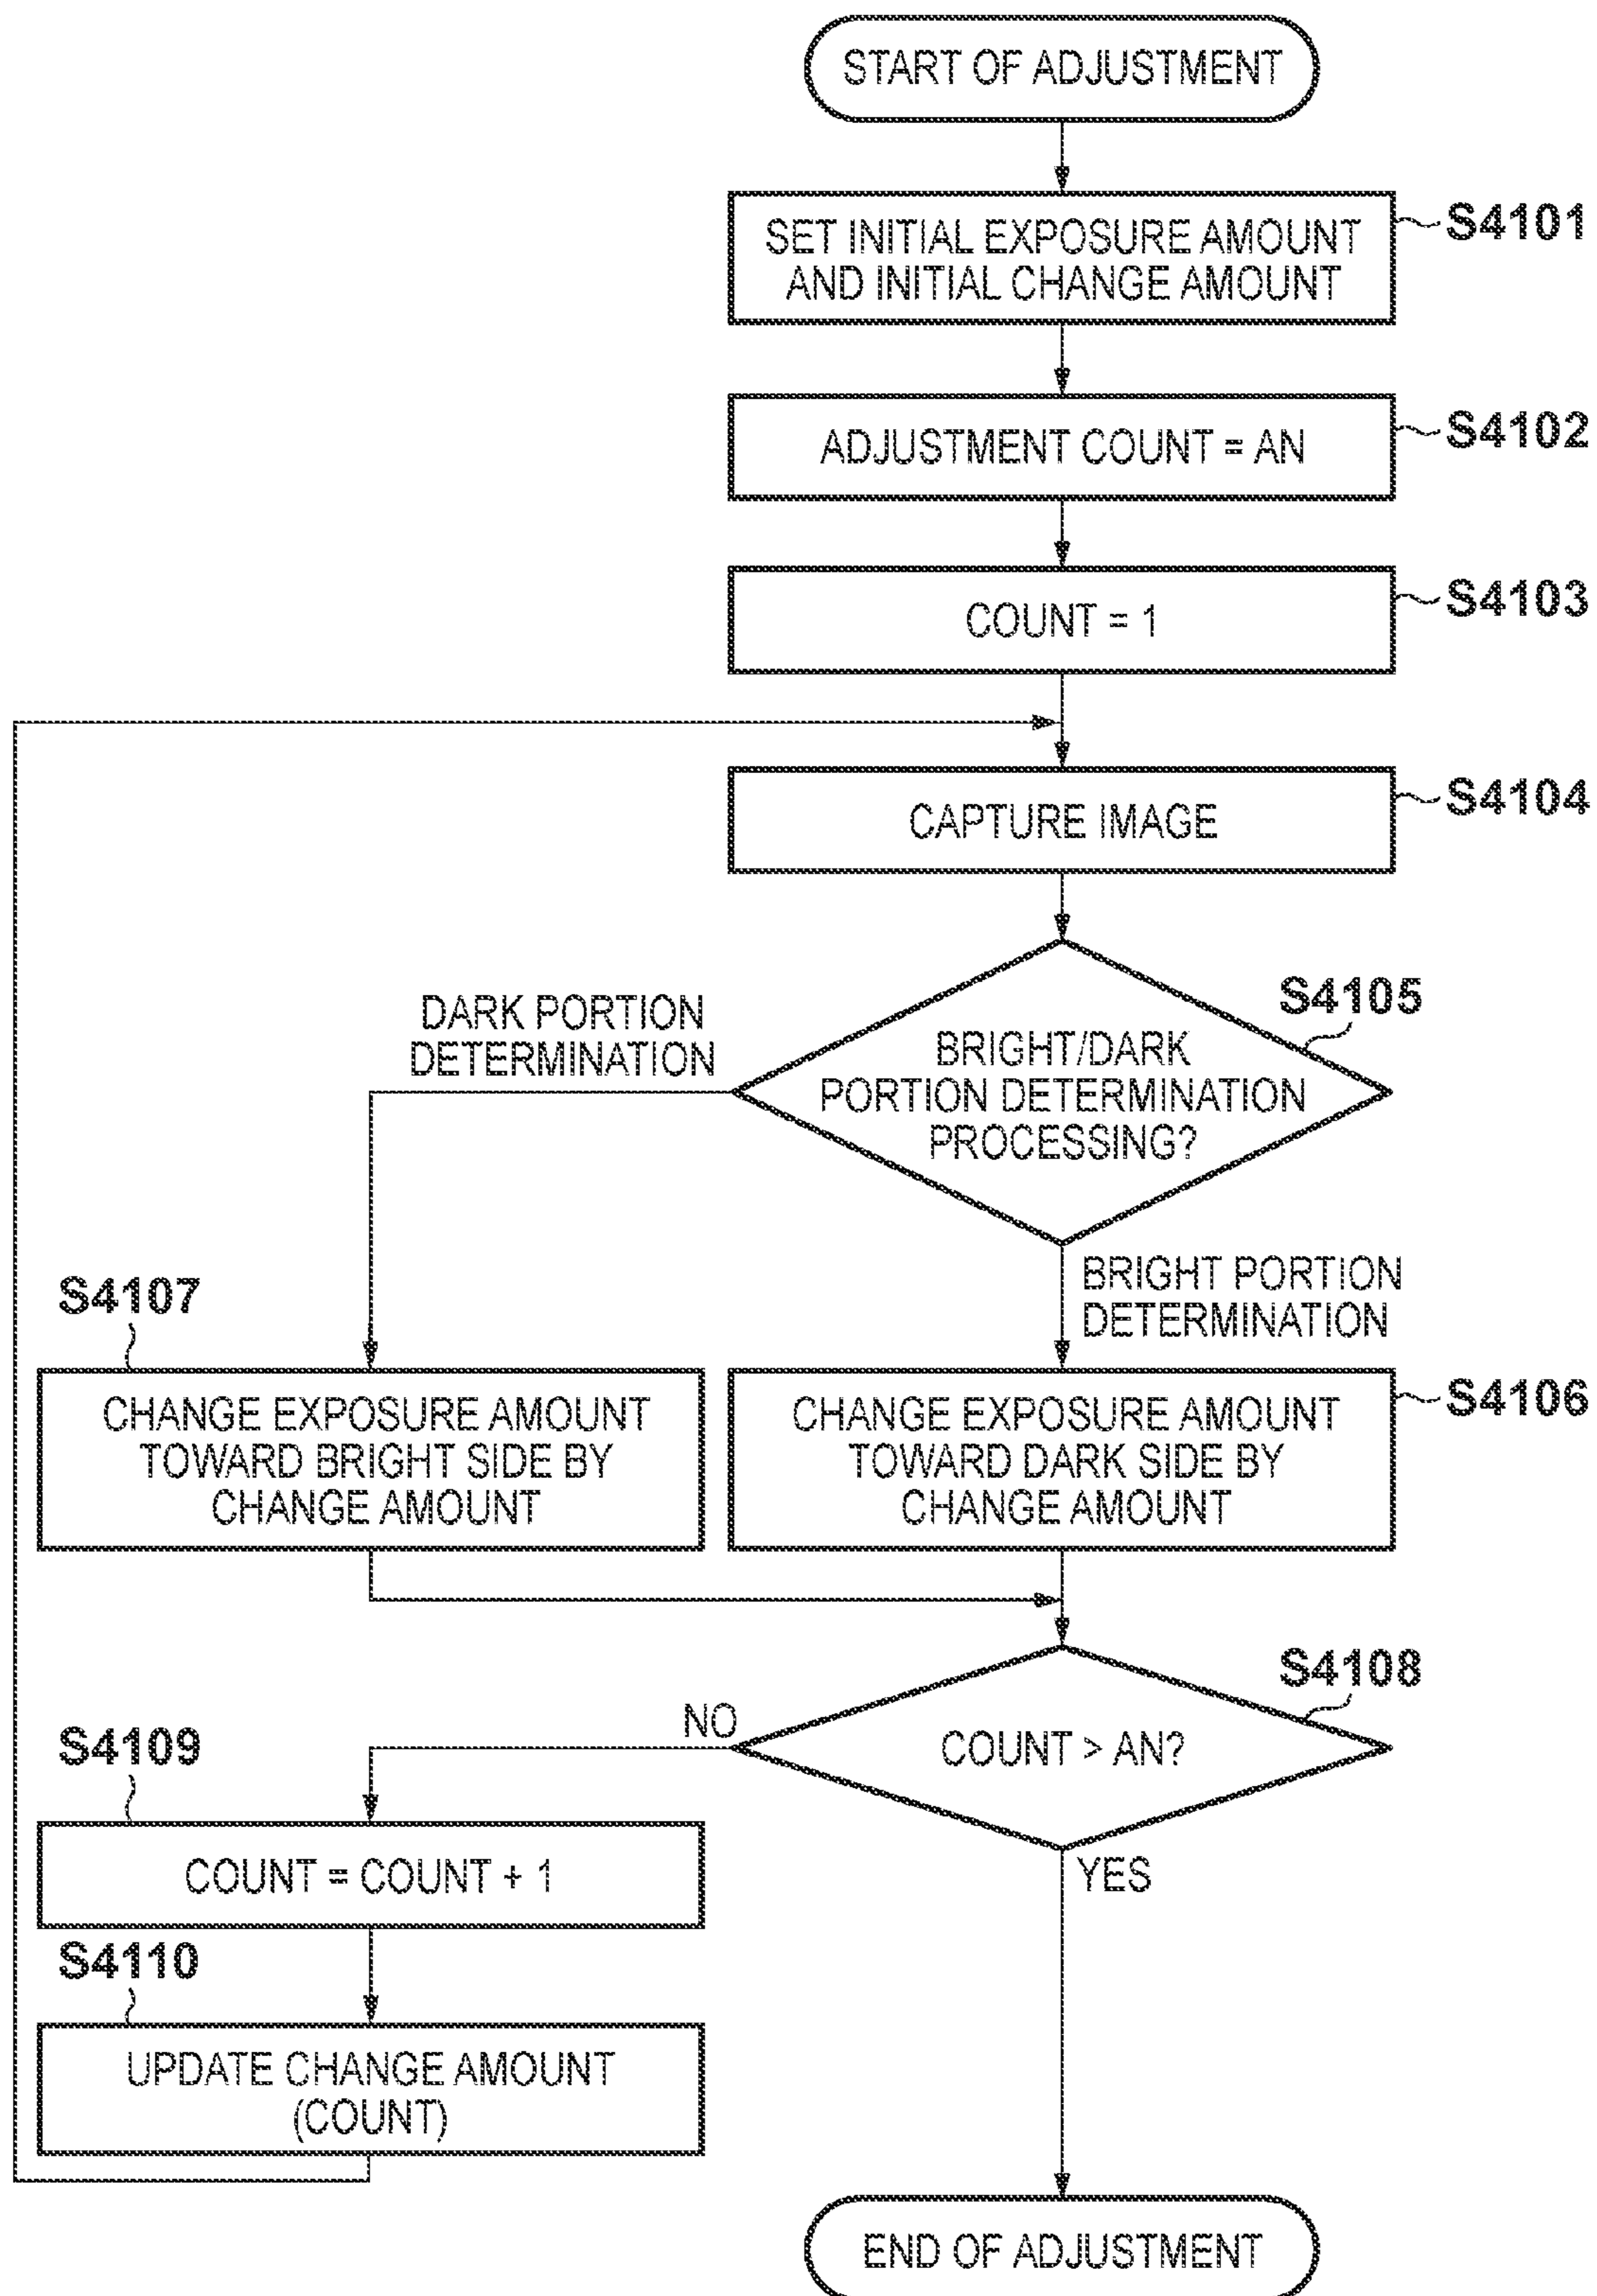 START OF ADJUSTMENT
SET INITIAL EXPOSURE AMOUNT
AND INITIAL CHANGE AMOUNT
S4101
ADJUSTMENT COUNT = AN
S4102
COUNT = 1
S4103
CAPTURE IMAGE
S4104
BRIGHT/DARK
PORTION DETERMINATION
PROCESSING?
S4105
DARK PORTION
DETERMINATION
BRIGHT PORTION
DETERMINATION
S4107
CHANGE EXPOSURE AMOUNT
TOWARD BRIGHT SIDE BY
CHANGE AMOUNT
CHANGE EXPOSURE AMOUNT
TOWARD DARK SIDE BY
CHANGE AMOUNT
S4106
S4108
COUNT > AN?
NO
YES
S4109
COUNT = COUNT + 1
S4110
UPDATE CHANGE AMOUNT
(COUNT)
END OF ADJUSTMENT